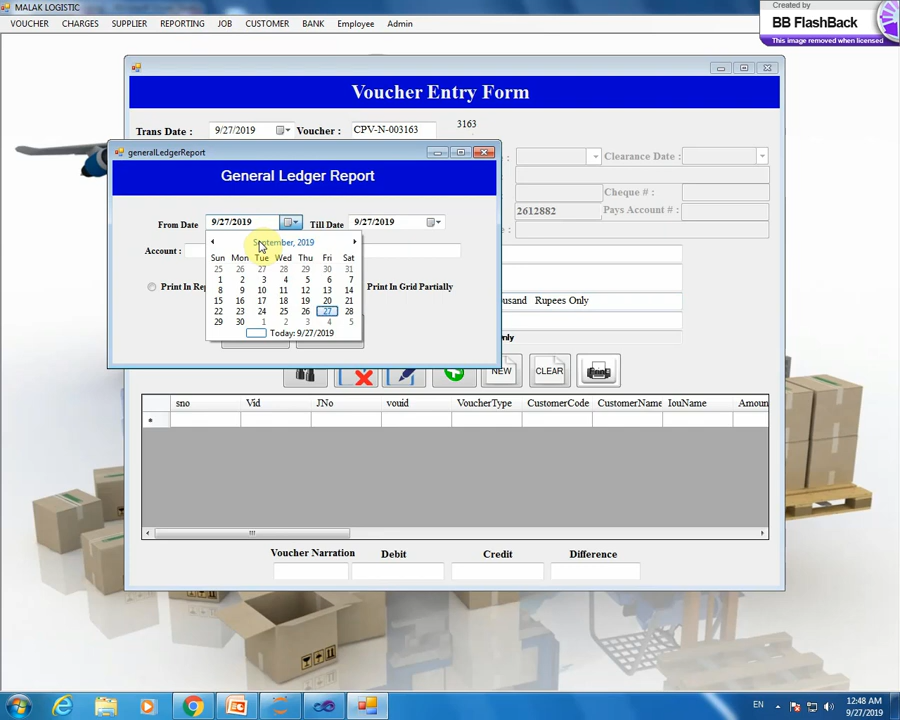 MALAK LOGISTIC
VOUCHER CHARGES SUPPLIER REPORTING JOB CUSTOMER BANK Employee Admin
Created by
BB FlashBack
This image removed when licensed
Voucher Entry Form
Trans Date : 9/27/2019 Voucher : CPV-N-003163 3163
Clearance Date :
Cheque # :
2612882 Pays Account # :
Rupees Only
generalLedgerReport
General Ledger Report
From Date 9/27/2019 Till Date 9/27/2019
Account :
Print In Print In Grid Partially
September, 2019
Sun Mon Tue Wed Thu Fri Sat
25 26 27 28 29 30 31
1 2 3 4 5 6 7
8 9 10 11 12 13 14
15 16 17 18 19 20 21
22 23 24 25 26 27 28
29 30 1 2 3 4 5
Today: 9/27/2019
NEW CLEAR Print
sno Vid JNo vouid VoucherType CustomerCode CustomerName IouName Amoun
*
Voucher Narration Debit Credit Difference
EN 12:48 AM
9/27/2019